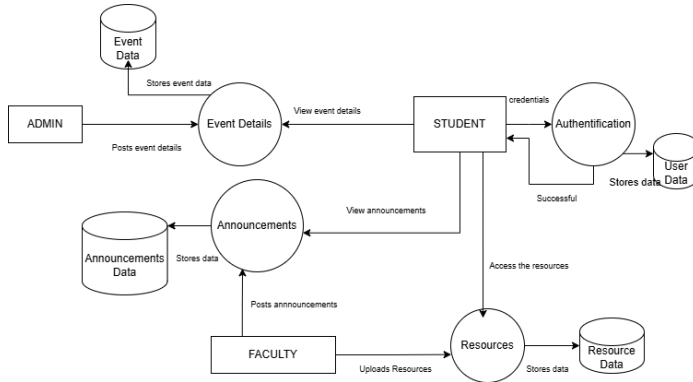 Event
Data
Stores event data
ADMIN
Posts event details
Event Details
View event details
STUDENT
credentials
Authentification
Successful
Stores data
User
Data
View announcements
Announcements
Stores data
Announcements
Data
Posts annnouncements
Access the resources
FACULTY
Uploads Resources
Resources
Stores data
Resource
Data